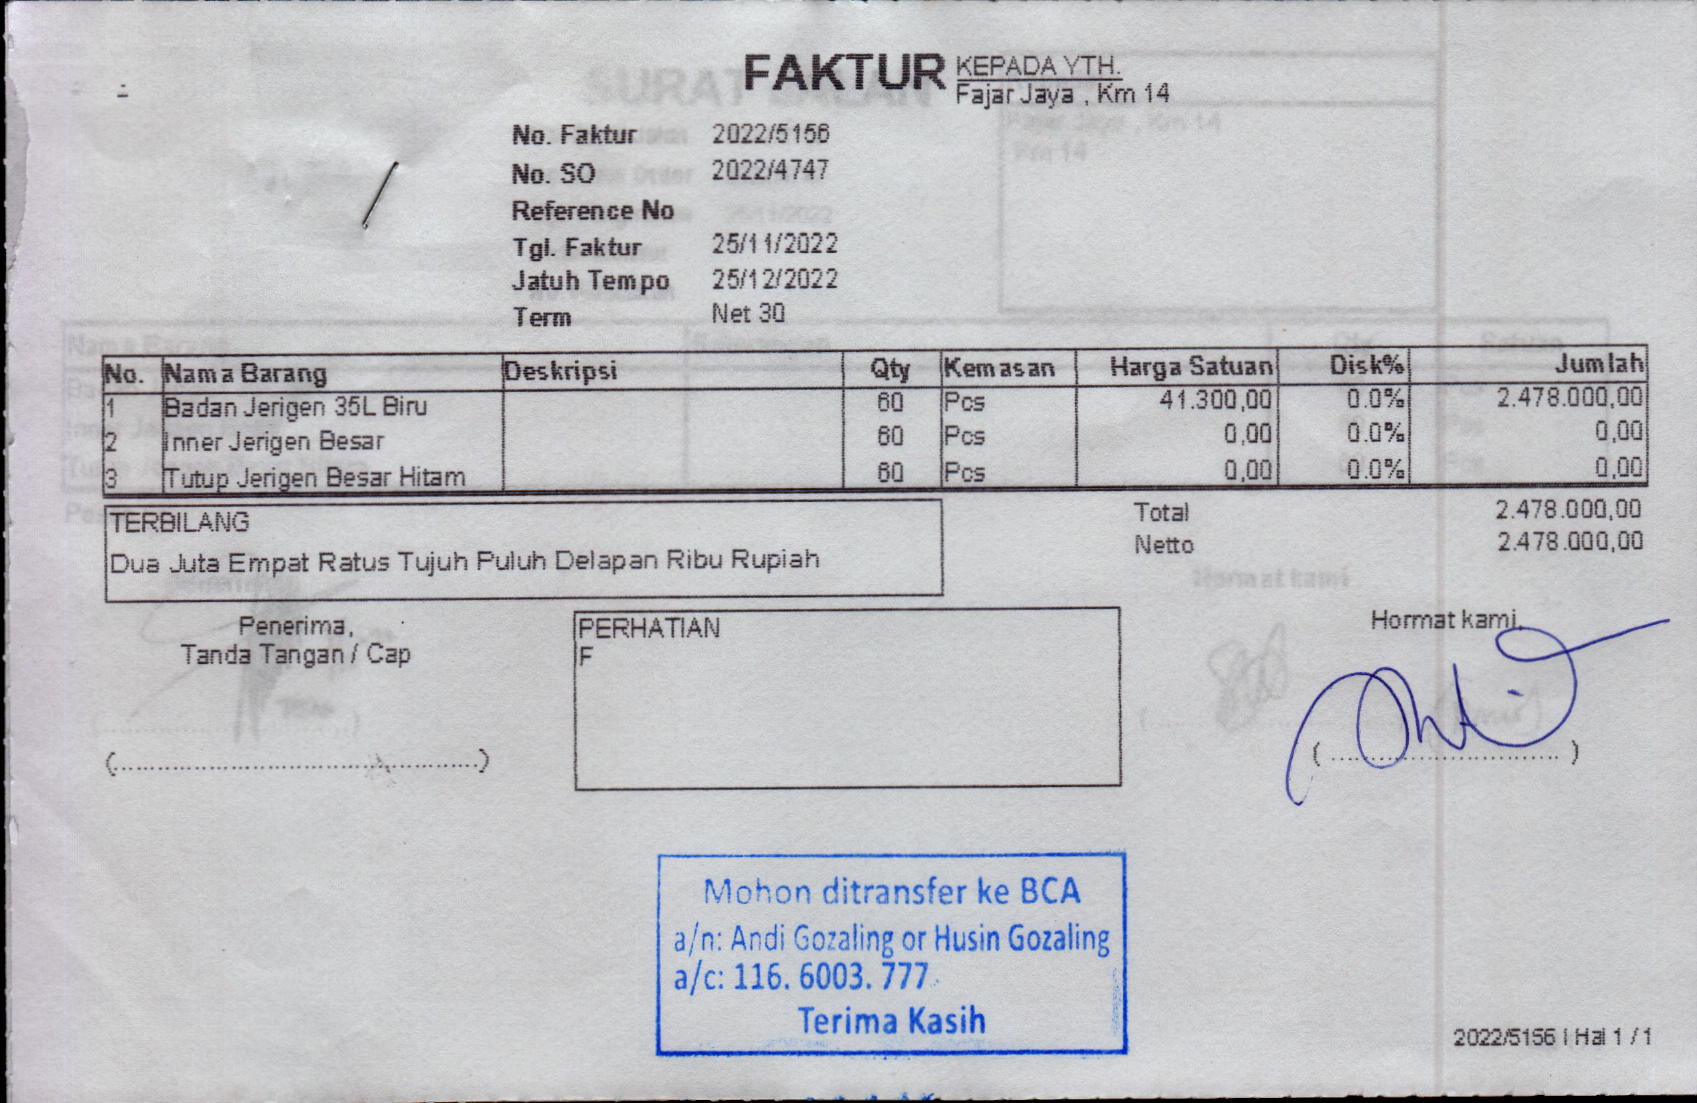 FAKTUR
KEPADA YTH.
Fajar Jaya , Km 14
No. Faktur 2022/5156
No. SO 2022/4747
Reference No
Tgl. Faktur 25/11/2022
Jatuh Tempo 25/12/2022
Term Net 30
No. Nama Barang Deskripsi Qty Kemasan Harga Satuan Disk% Jumlah
1 Badan Jerigen 35L Biru 60 Pcs 41.300,00 0.0% 2.478.000,00
2 Inner Jerigen Besar 60 Pcs 0,00 0.0% 0,00
3 Tutup Jerigen Besar Hitam 60 Pcs 0,00 0.0% 0,00
TERBILANG
Dua Juta Empat Ratus Tujuh Puluh Delapan Ribu Rupiah
Total 2.478.000,00
Netto 2.478.000,00
Penerima,
Tanda Tangan / Cap
(..........................................................)
PERHATIAN
F
Hormat kami,
( .................................... )
Mohon ditransfer ke BCA
a/n: Andi Gozaling or Husin Gozaling
a/c: 116. 6003. 777
Terima Kasih
2022/5156 | Hal 1 / 1